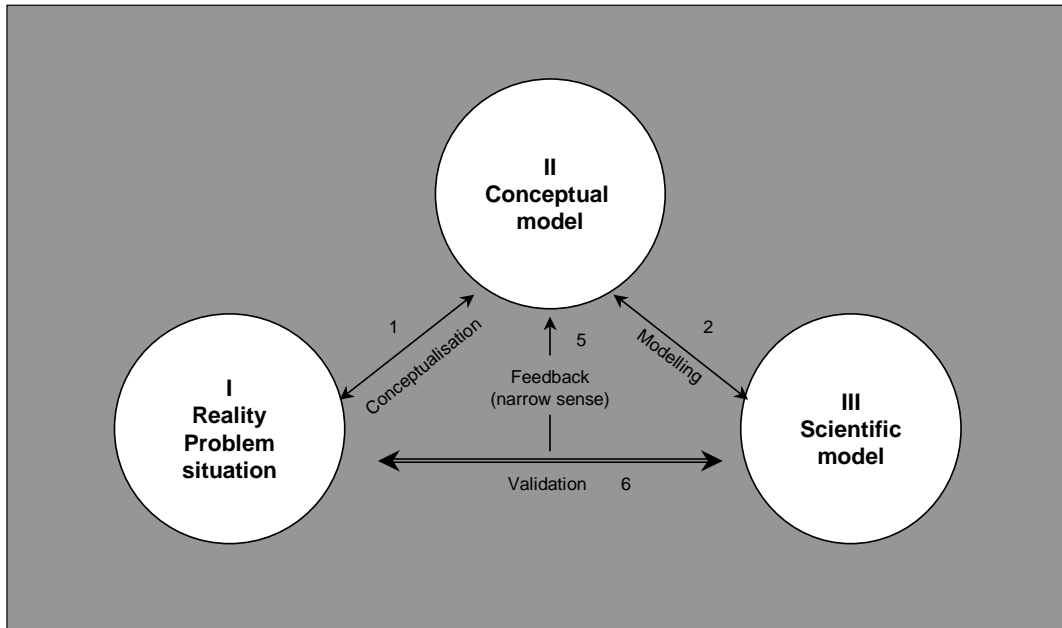 II
Conceptual
model
1
Conceptualisation
5
2
Modelling
Feedback
(narrow sense)
I
Reality
Problem
situation
III
Scientific
model
Validation 6